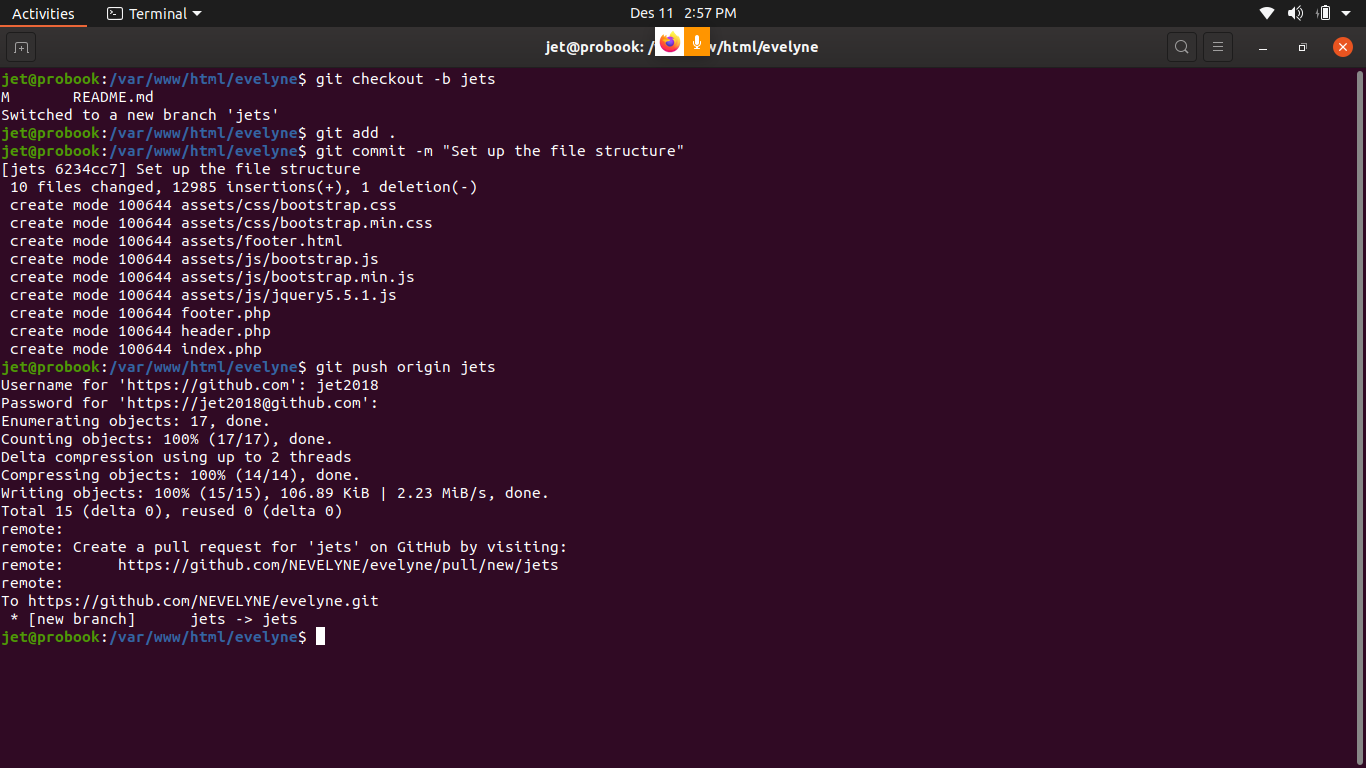 Activities Terminal Des 11 2:57 PM
jet@probook: /  w/html/evelyne
jet@probook:/var/www/html/evelyne$ git checkout -b jets
M       README.md
Switched to a new branch 'jets'
jet@probook:/var/www/html/evelyne$ git add .
jet@probook:/var/www/html/evelyne$ git commit -m "Set up the file structure"
[jets 6234cc7] Set up the file structure
 10 files changed, 12985 insertions(+), 1 deletion(-)
 create mode 100644 assets/css/bootstrap.css
 create mode 100644 assets/css/bootstrap.min.css
 create mode 100644 assets/footer.html
 create mode 100644 assets/js/bootstrap.js
 create mode 100644 assets/js/bootstrap.min.js
 create mode 100644 assets/js/jquery5.5.1.js
 create mode 100644 footer.php
 create mode 100644 header.php
 create mode 100644 index.php
jet@probook:/var/www/html/evelyne$ git push origin jets
Username for 'https://github.com': jet2018
Password for 'https://jet2018@github.com':
Enumerating objects: 17, done.
Counting objects: 100% (17/17), done.
Delta compression using up to 2 threads
Compressing objects: 100% (14/14), done.
Writing objects: 100% (15/15), 106.89 KiB | 2.23 MiB/s, done.
Total 15 (delta 0), reused 0 (delta 0)
remote:
remote: Create a pull request for 'jets' on GitHub by visiting:
remote:      https://github.com/NEVELYNE/evelyne/pull/new/jets
remote:
To https://github.com/NEVELYNE/evelyne.git
 * [new branch]      jets -> jets
jet@probook:/var/www/html/evelyne$